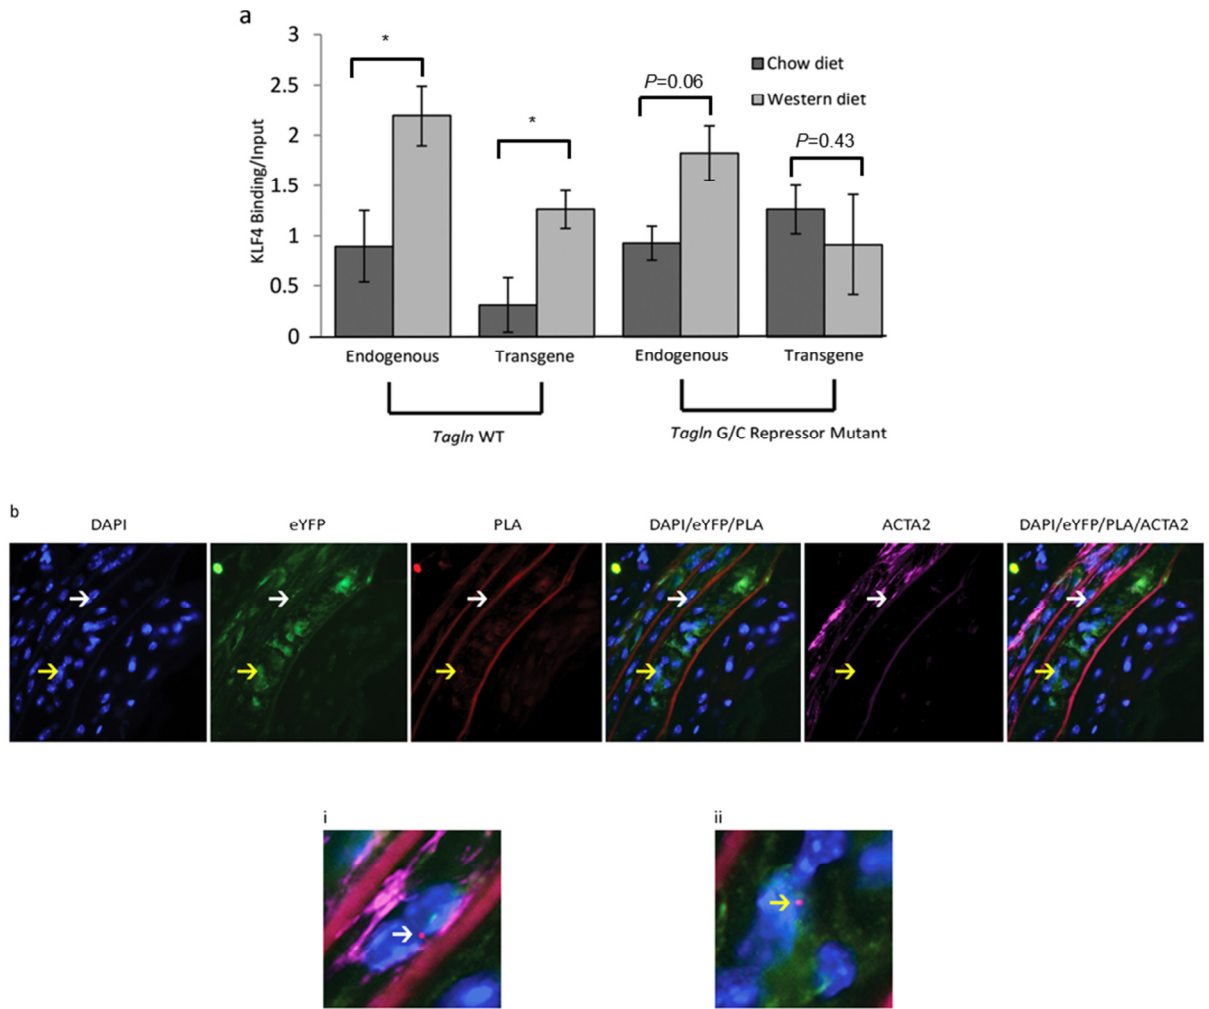 a
3
2.5
2
1.5
1
0.5
0
KLF4 Binding/Input
*
*
P=0.06
P=0.43
Chow diet
Western diet
Endogenous Transgene Endogenous Transgene
Tagln WT
Tagln G/C Repressor Mutant
b
DAPI eYFP PLA DAPI/eYFP/PLA ACTA2 DAPI/eYFP/PLA/ACTA2
i ii